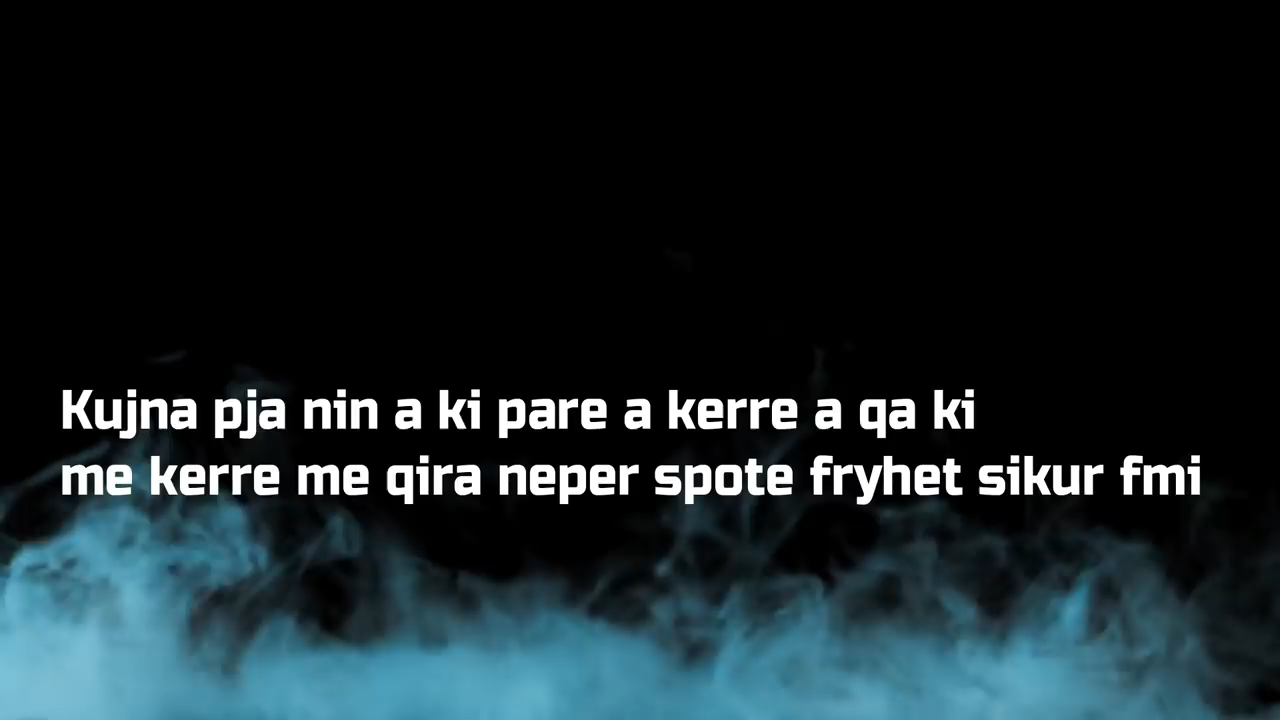 Kujna pja nin a ki pare a kerre a qa ki
me kerre me qira neper spote fryhet sikur fmi